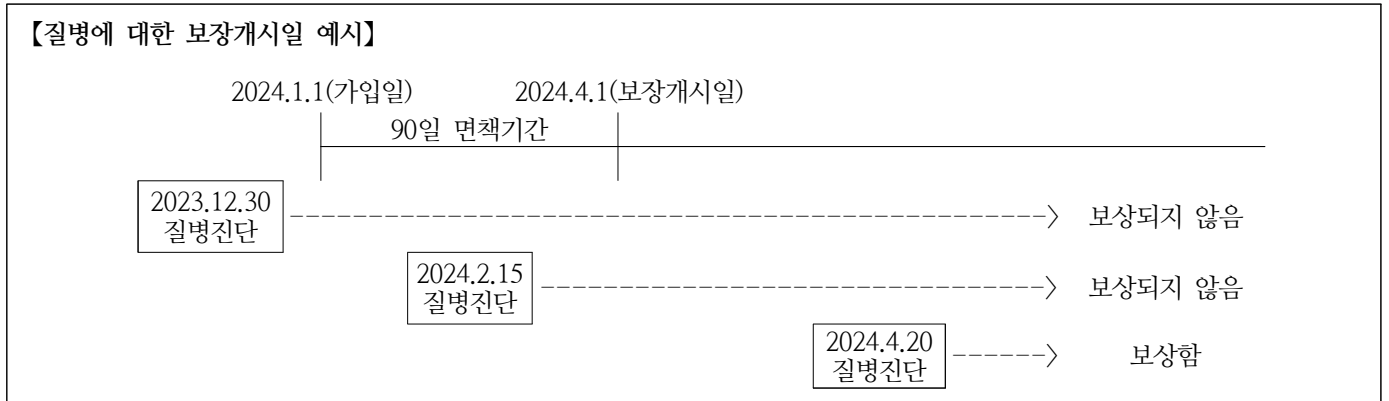 【질병에 대한 보장개시일 예시】
2024.1.1(가입일) 2024.4.1(보장개시일)
90일 면책기간
2023.12.30
질병진단
보상되지 않음
2024.2.15
질병진단
보상되지 않음
2024.4.20
질병진단
보상함